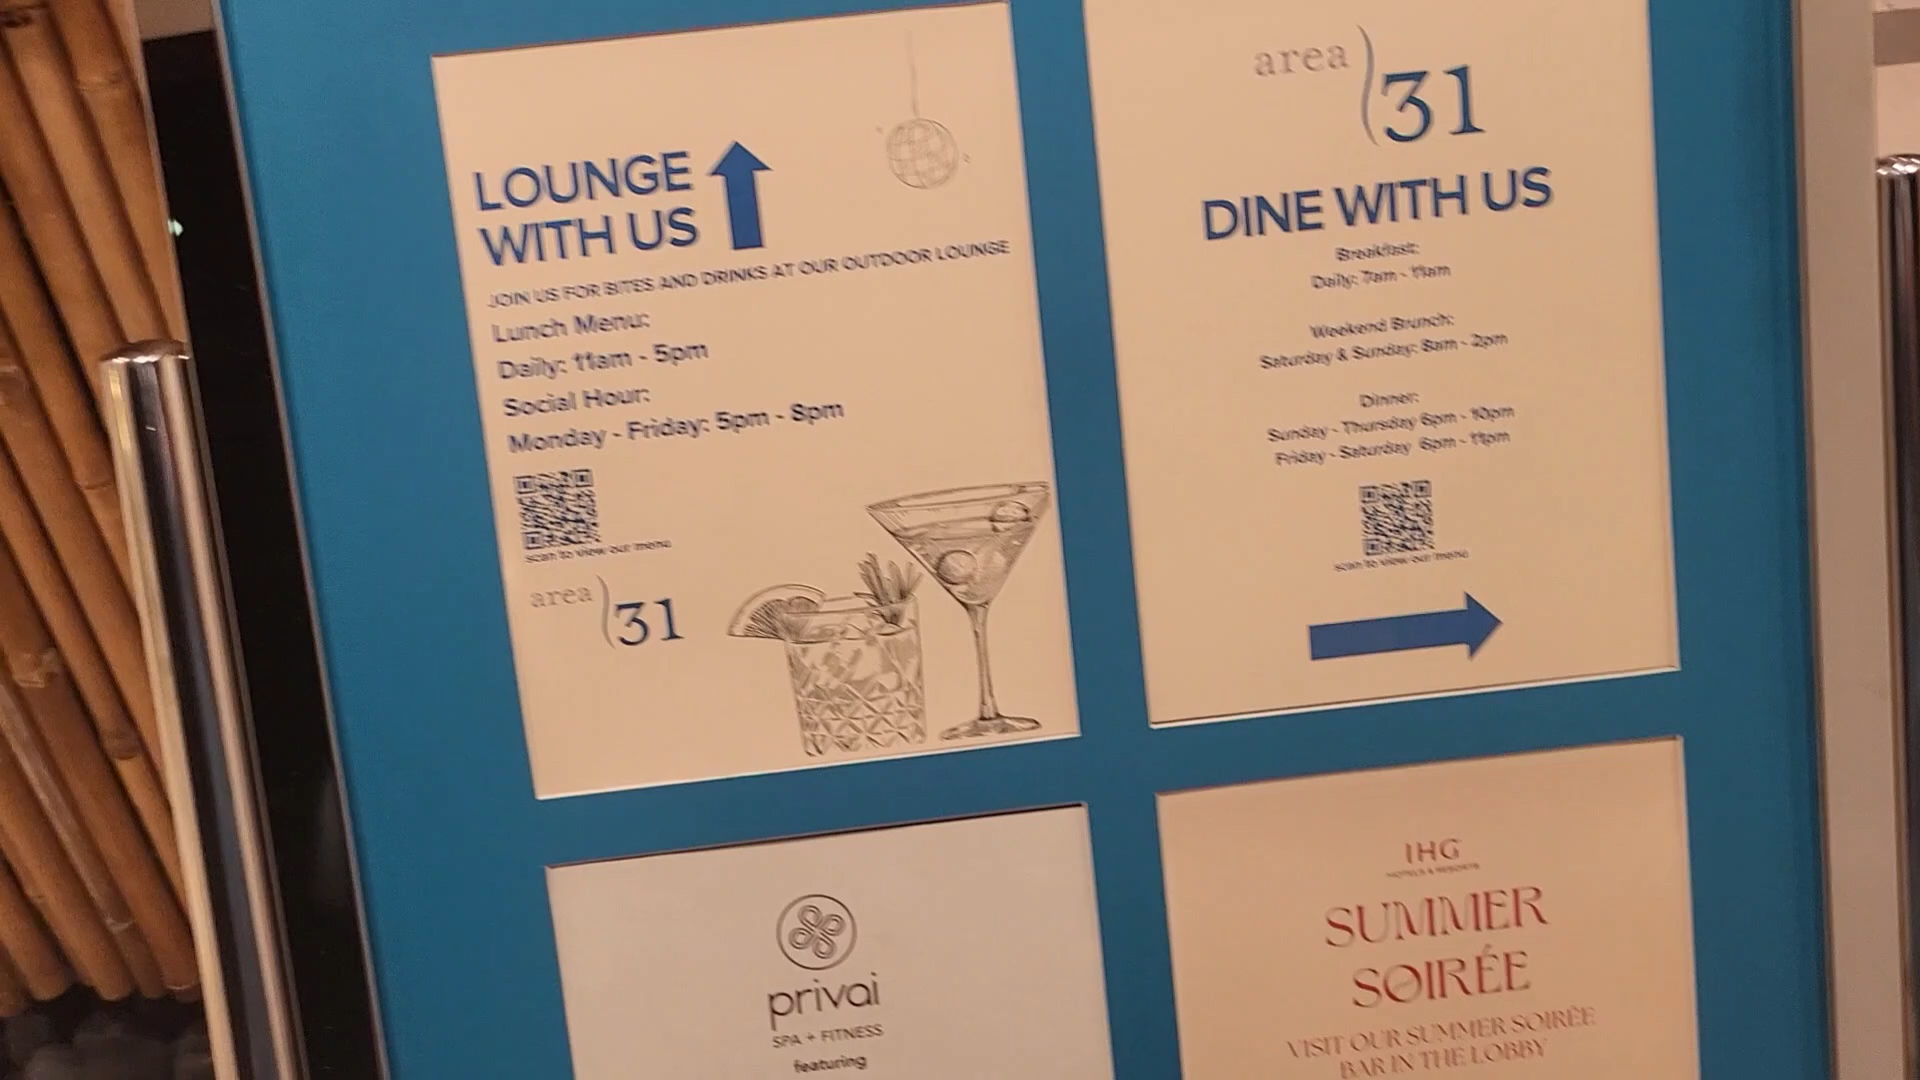 LOUNGE
WITH US
JOIN US FOR BITES AND DRINKS AT OUR OUTDOOR LOUNGE
Lunch Menu:
Daily: 11am - 5pm
Social Hour:
Monday - Friday: 5pm - 8pm
scan to view our menu
area 31
area 31
DINE WITH US
Breakfast:
Daily: 7am - 11am
Weekend Brunch:
Saturday & Sunday: 8am - 2pm
Dinner:
Sunday - Thursday 6pm - 10pm
Friday - Saturday 6pm - 11pm
scan to view our menu
privai
SPA + FITNESS
featuring
IHG
HOTELS & RESORTS
SUMMER
SOIRÉE
VISIT OUR SUMMER SOIRÉE
BAR IN THE LOBBY